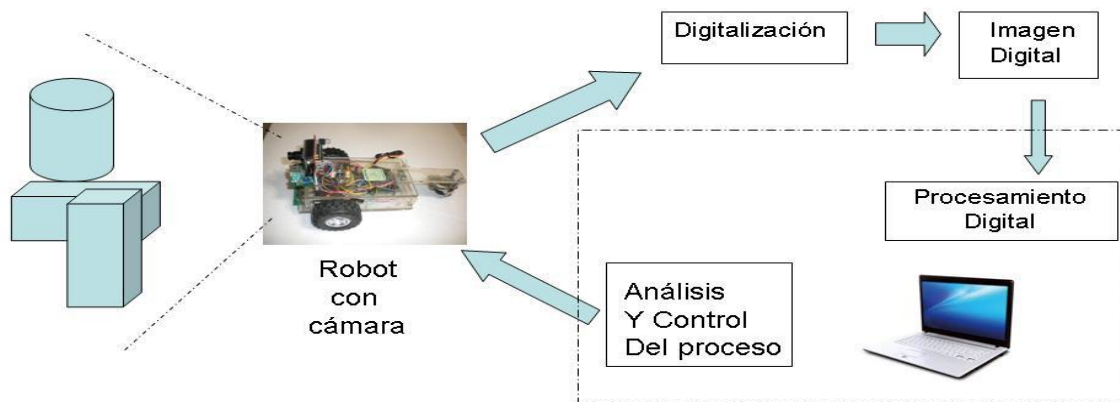 Digitalización
Imagen
Digital
Procesamiento
Digital
Robot
con
cámara
Análisis
Y Control
Del proceso